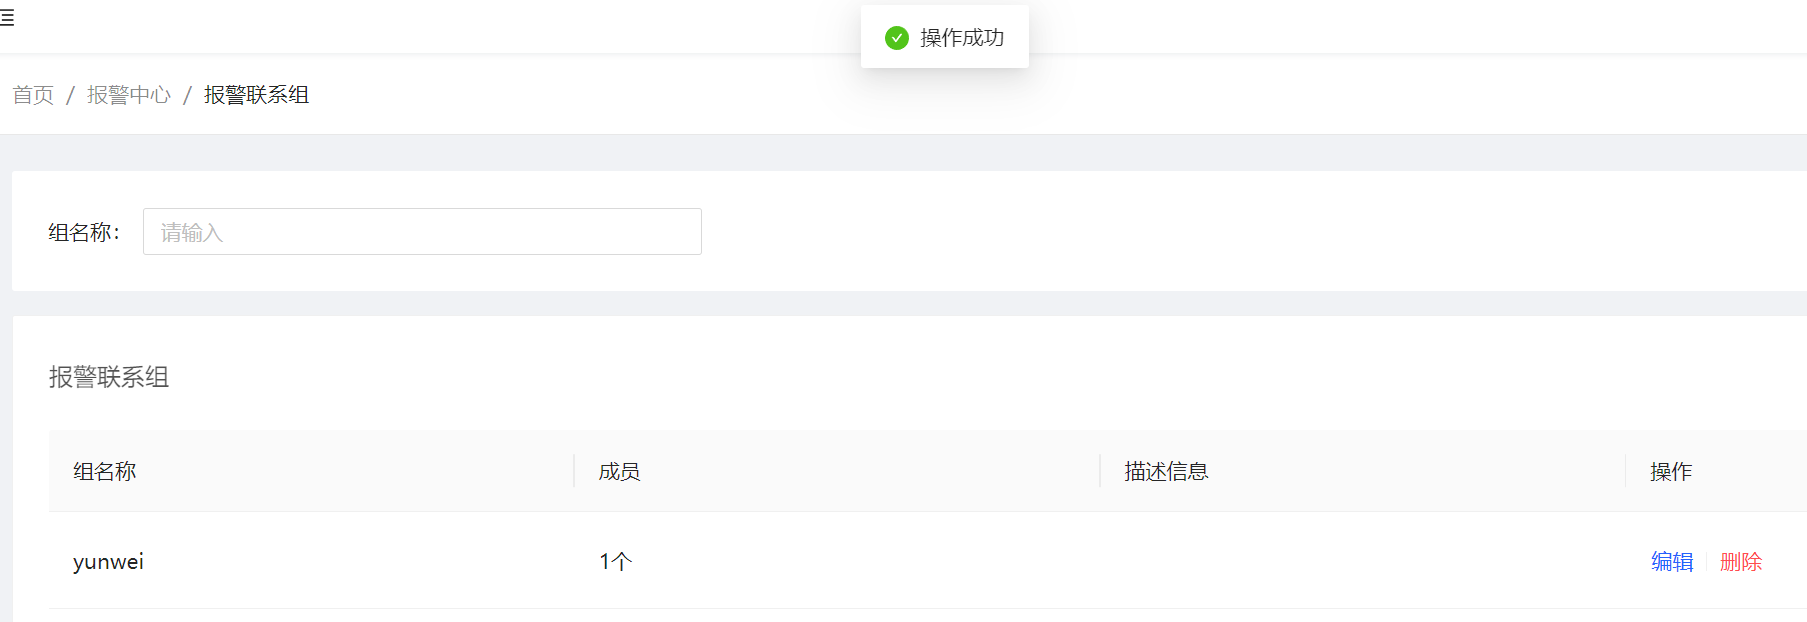 操作成功
首页 / 报警中心 / 报警联系组
组名称： 请输入
报警联系组
组名称 成员 描述信息 操作
yunwei 1个 编辑 删除